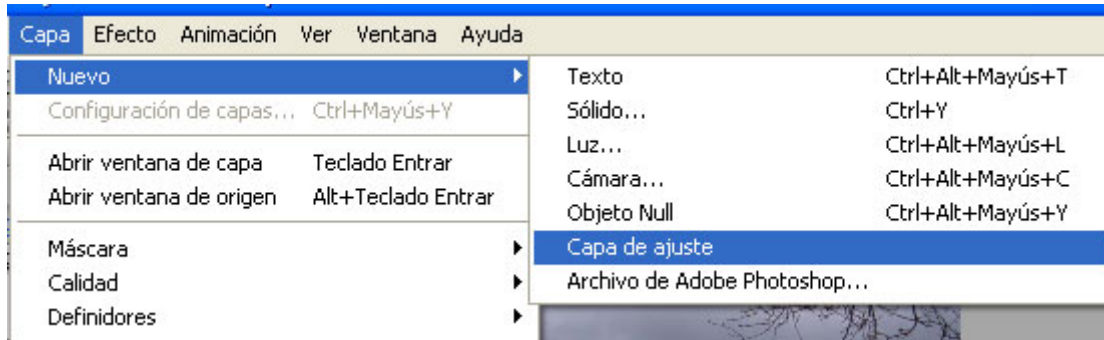 Capa Efecto Animación Ver Ventana Ayuda
Nuevo
Configuración de capas... Ctrl+Mayús+Y
Abrir ventana de capa Teclado Entrar
Abrir ventana de origen Alt+Teclado Entrar
Máscara
Calidad
Definidores
Texto Ctrl+Alt+Mayús+T
Sólido... Ctrl+Y
Luz... Ctrl+Alt+Mayús+L
Cámara... Ctrl+Alt+Mayús+C
Objeto Null Ctrl+Alt+Mayús+Y
Capa de ajuste
Archivo de Adobe Photoshop...